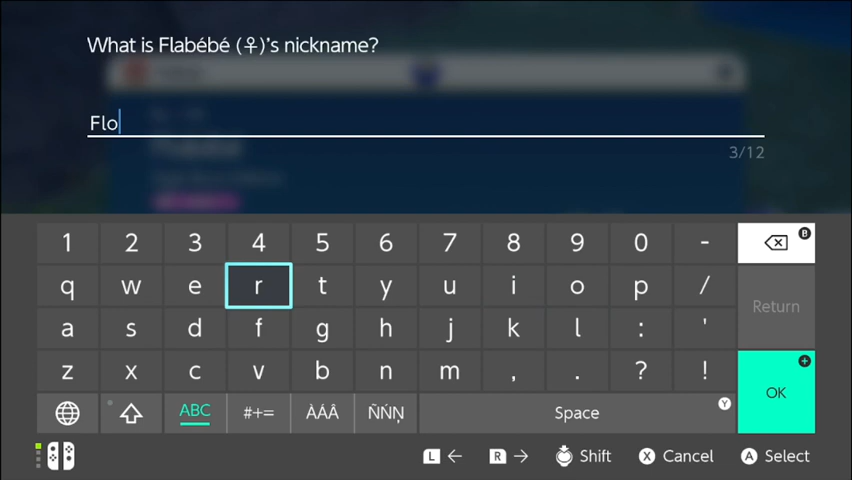 What is Flabébé (♀)'s nickname?
Flo
3/12
1 2 3 4 5 6 7 8 9 0 - B
q w e r t y u i o p / Return
a s d f g h j k l : '
z x c v b n m , . ? ! + OK
ABC #+= ÀÁÂ ÑŃŅ Space Y
L ← R → Shift X Cancel A Select